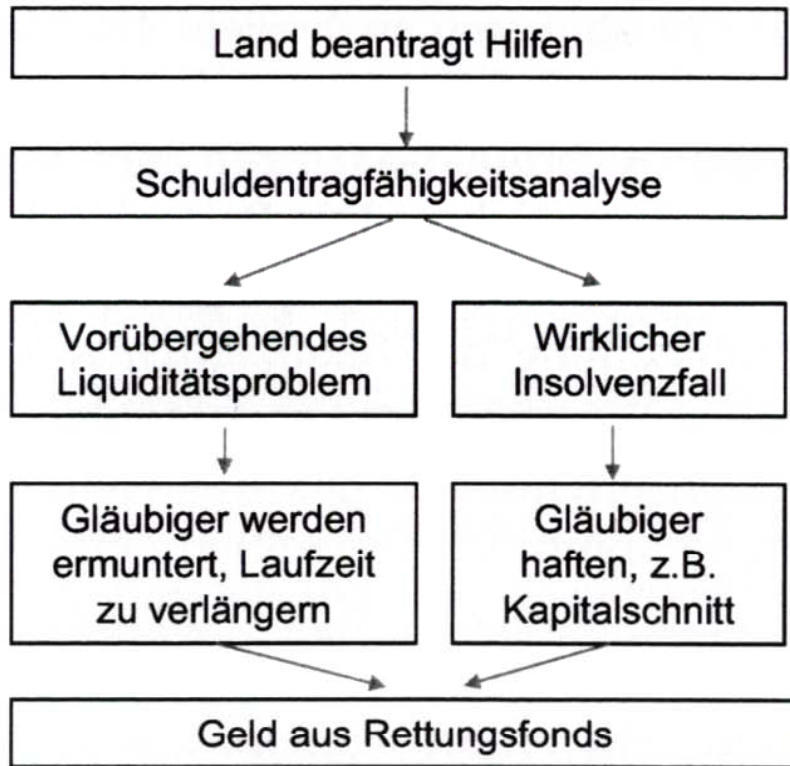 Land beantragt Hilfen
Schuldentragfähigkeitsanalyse
Vorübergehendes
Liquiditätsproblem
Wirklicher
Insolvenzfall
Gläubiger werden
ermuntert, Laufzeit
zu verlängern
Gläubiger
haften, z.B.
Kapitalschnitt
Geld aus Rettungsfonds